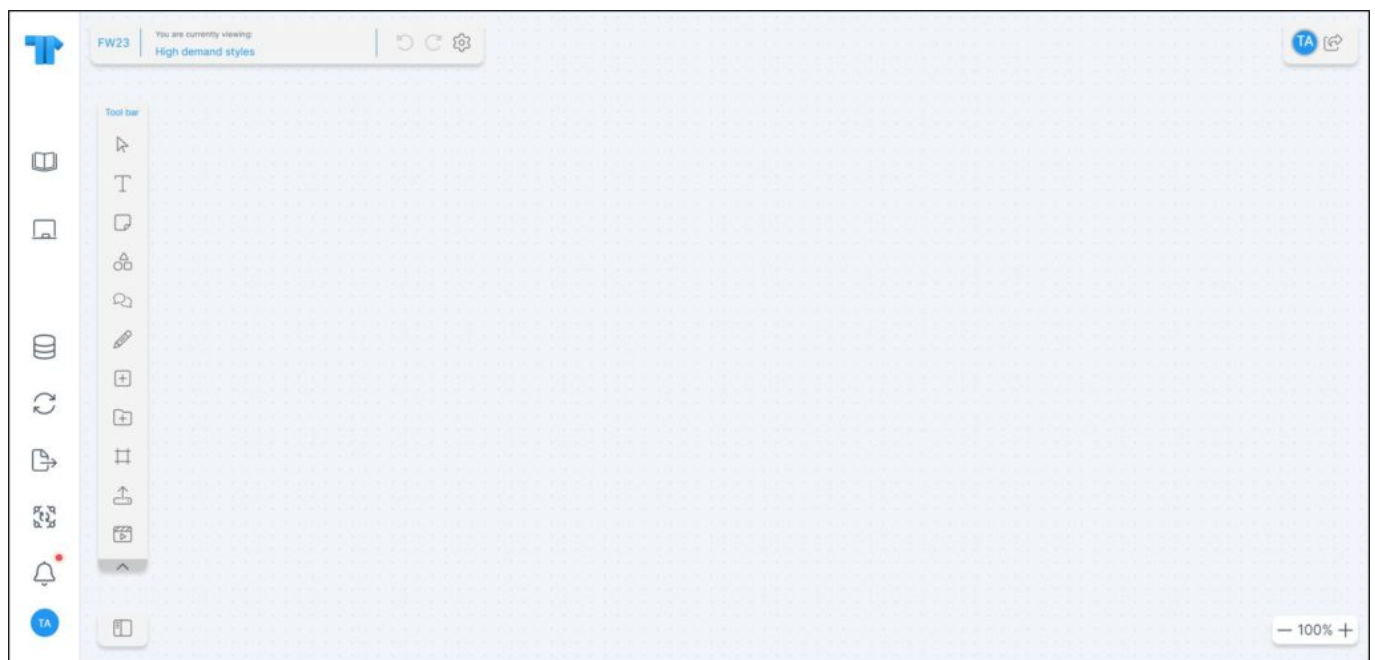 FW23
You are currently viewing:
High demand styles
TA
Tool bar
TA
100%